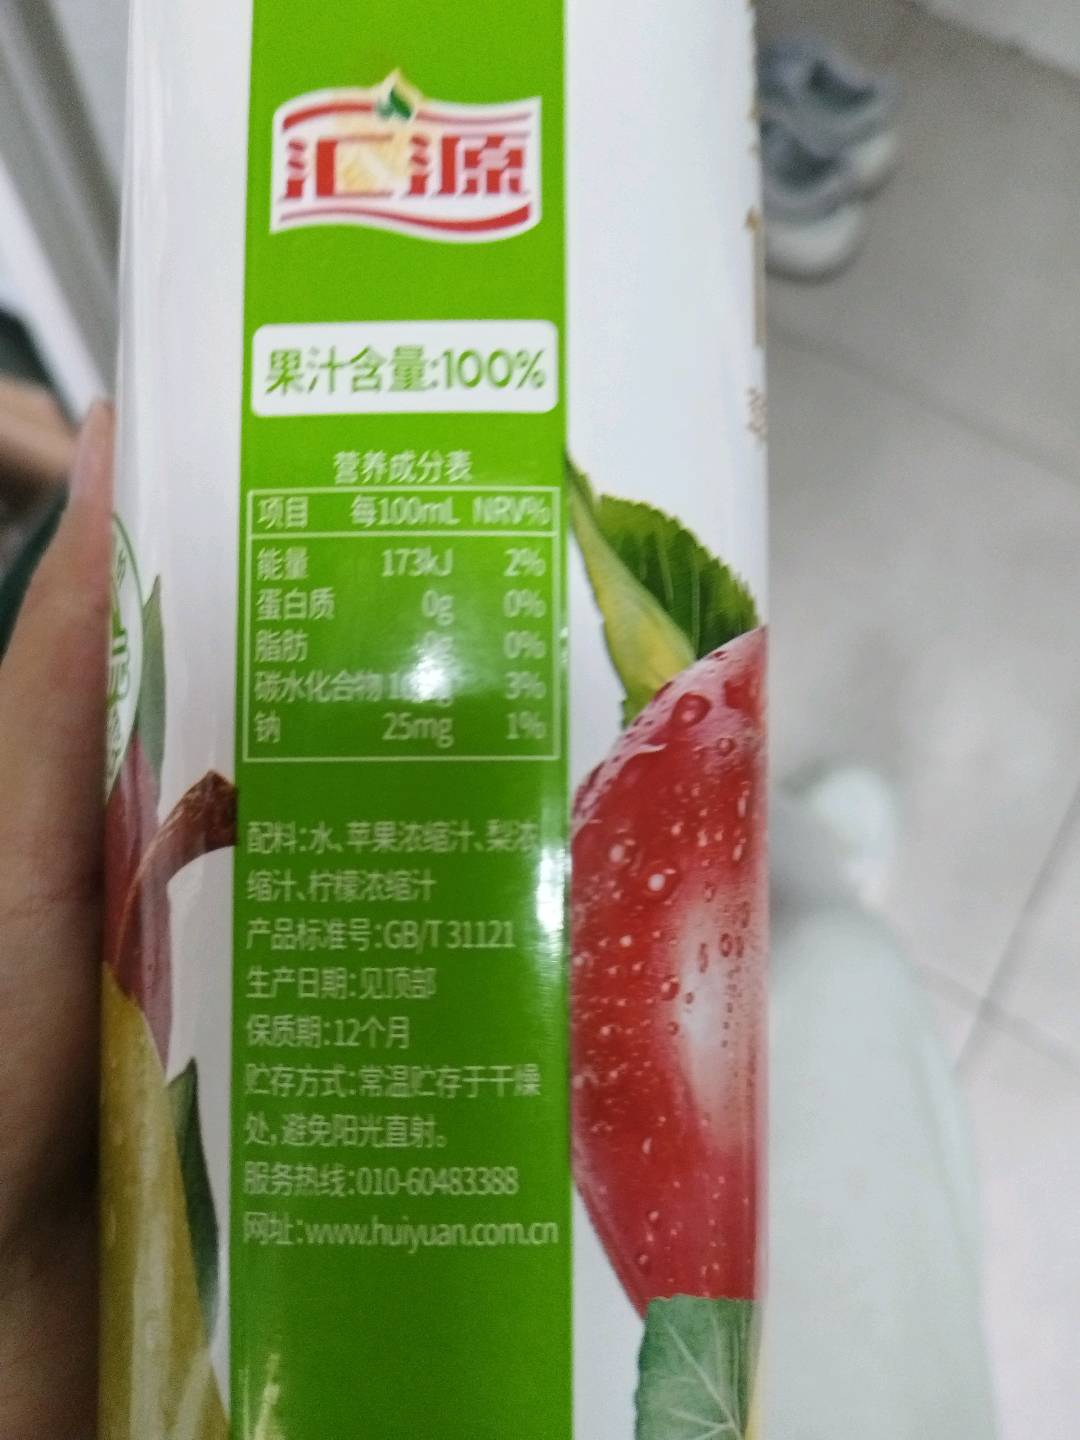 汇源
果汁含量:100%
营养成分表
项目 每100mL NRV%
能量 173kJ 2%
蛋白质 0g 0%
脂肪 0%
碳水化合物 3%
钠 25mg 1%
配料:水、苹果浓缩汁、梨浓
缩汁、柠檬浓缩汁
产品标准号:GB/T 31121
生产日期:见顶部
保质期:12个月
贮存方式:常温贮存于干燥
处,避免阳光直射。
服务热线:010-60483388
网址:www.huiyuan.com.cn